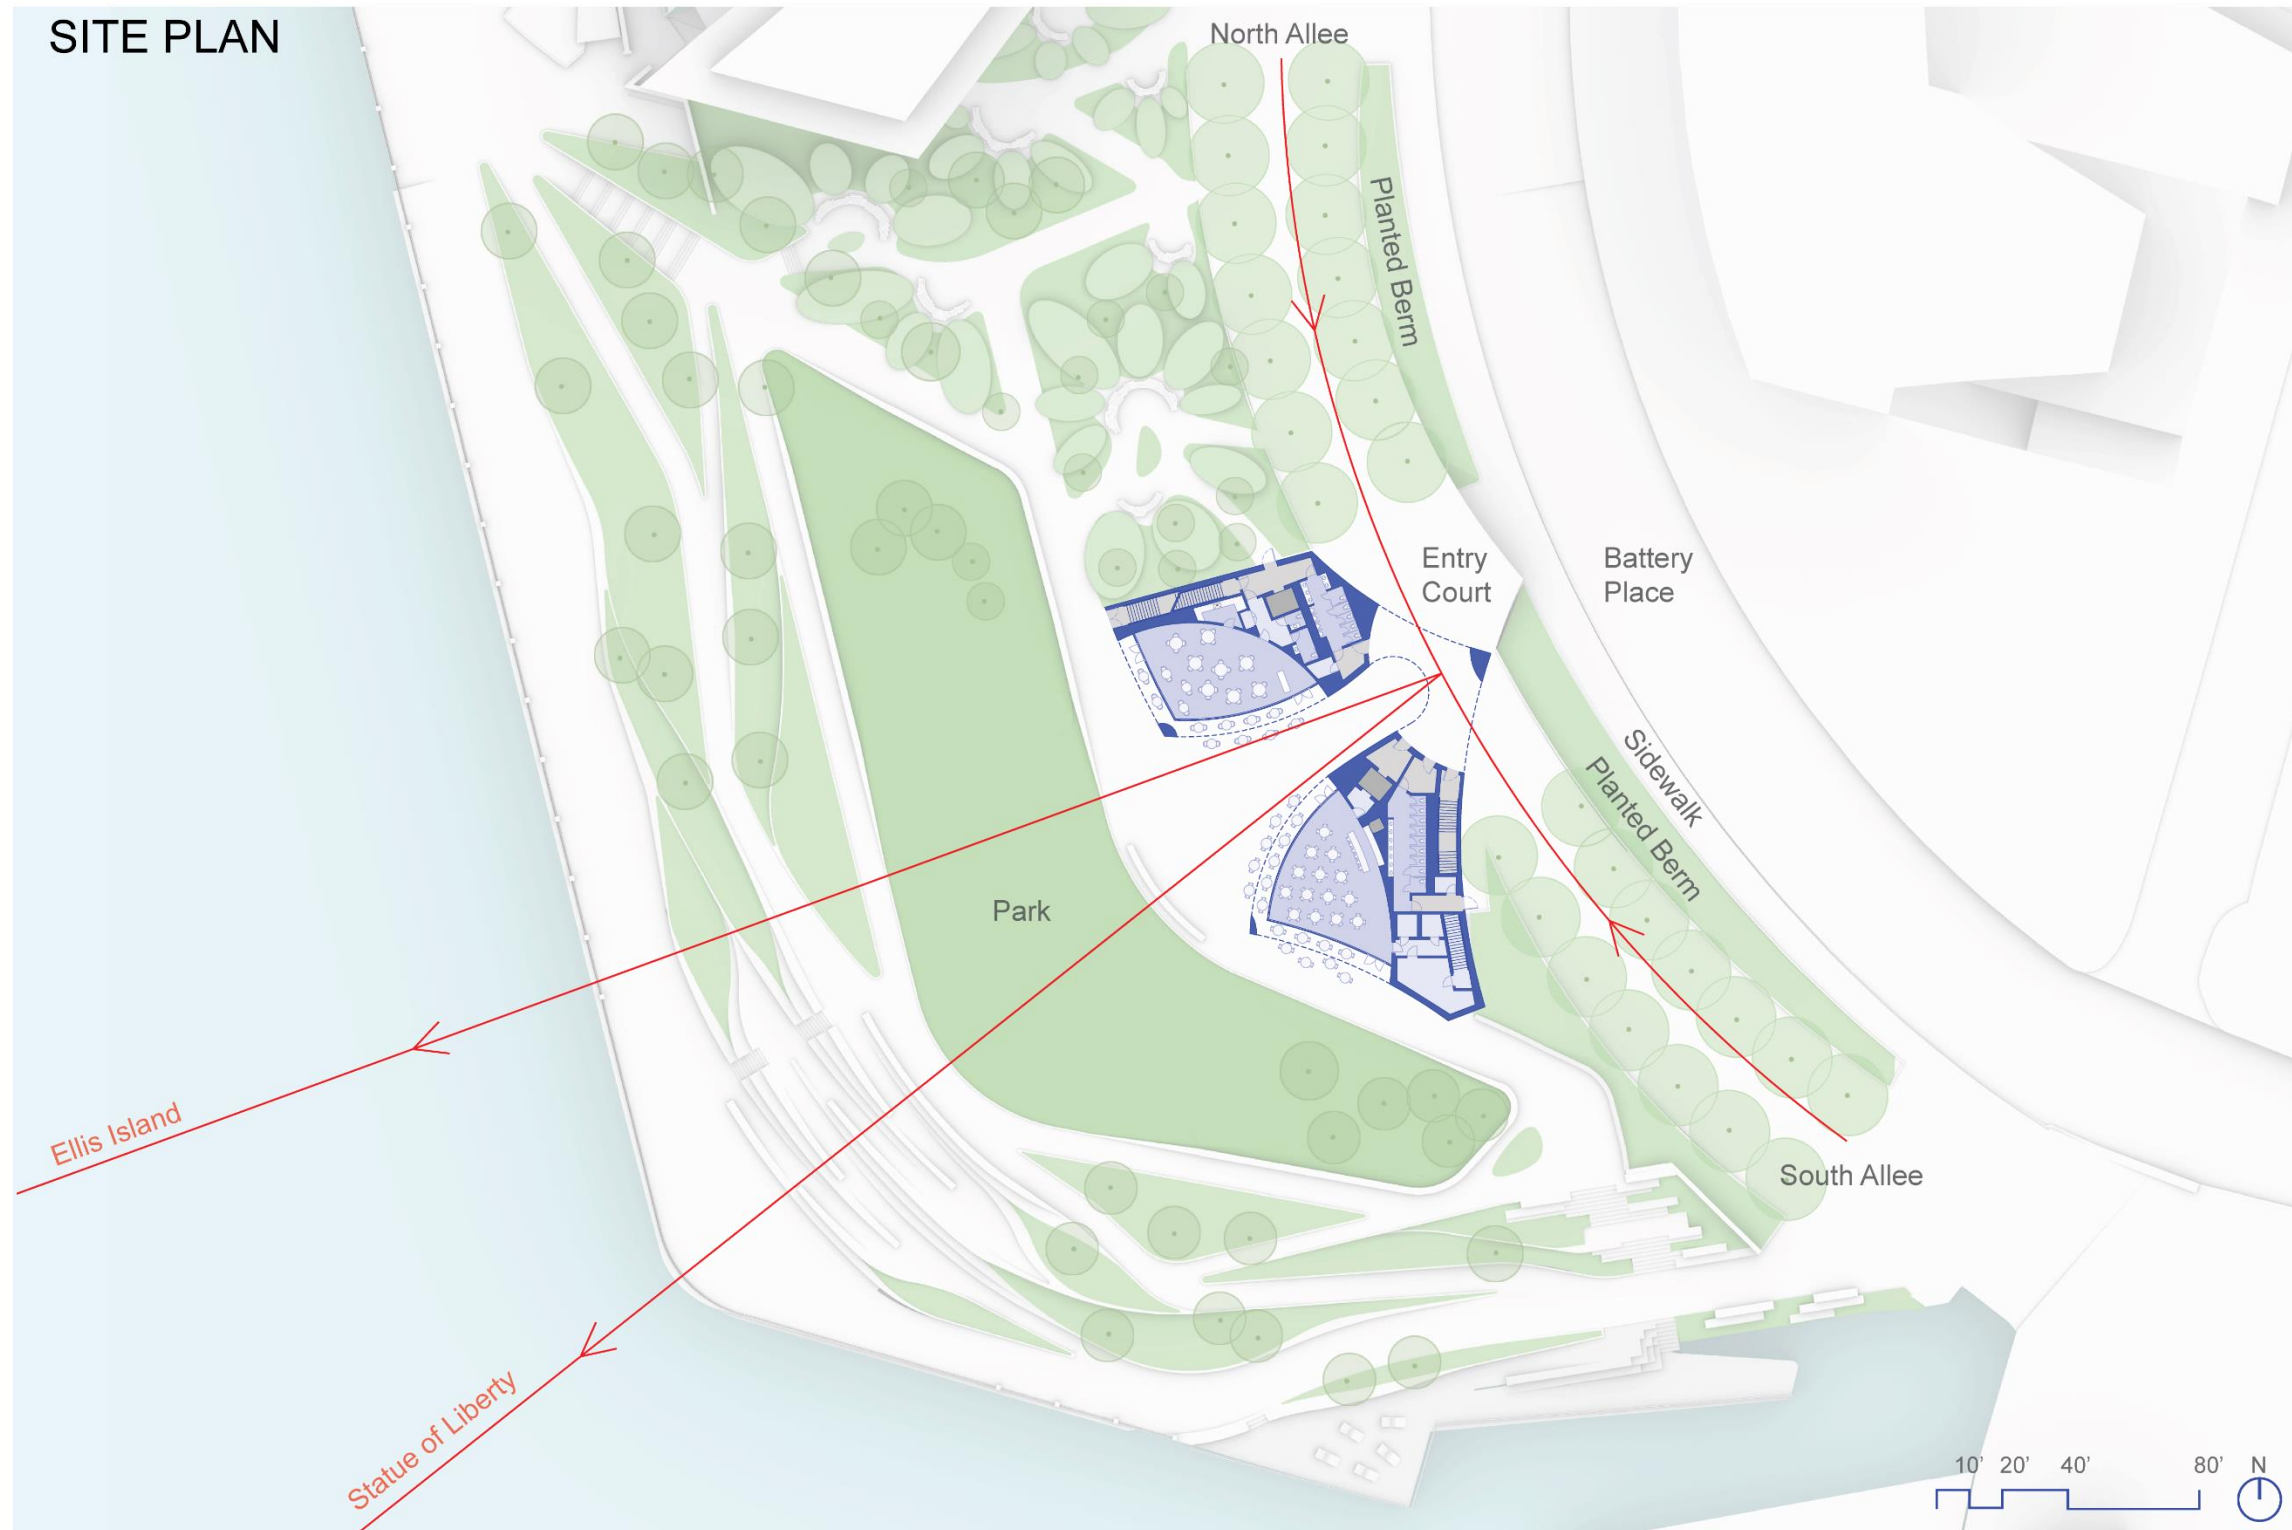 SITE PLAN
North Allee
Planted Berm
Entry
Court
Battery
Place
Sidewalk
Planted Berm
Park
Ellis Island
South Allee
Statue of Liberty
10' 20' 40' 80' N